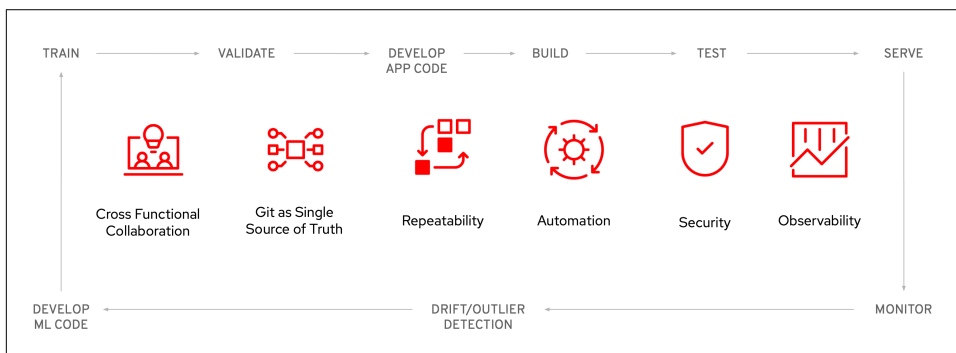 TRAIN
VALIDATE
DEVELOP
APP CODE
BUILD
TEST
SERVE
Cross Functional
Collaboration
Git as Single
Source of Truth
Repeatability
Automation
Security
Observability
DEVELOP
ML CODE
DRIFT/OUTLIER
DETECTION
MONITOR